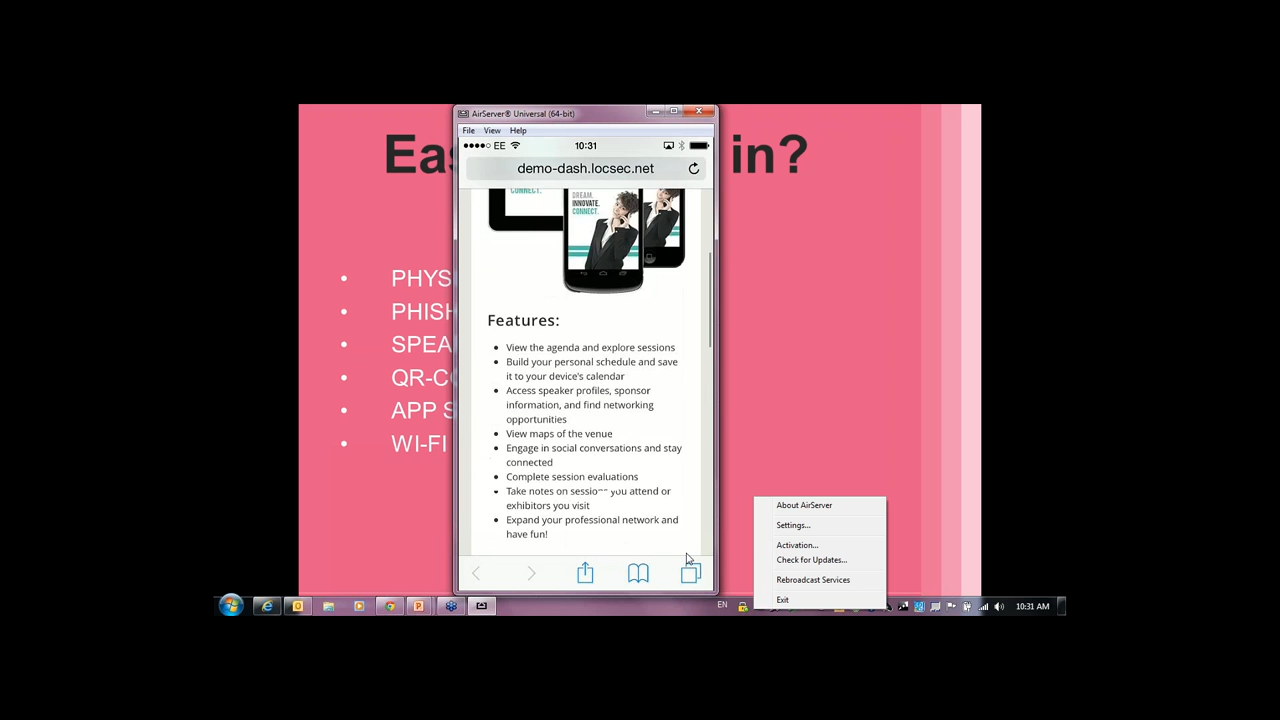 Eas in?
AirServer® Universal (64-bit)
File View Help
EE 10:31
demo-dash.locsec.net
CONNECT.
DREAM.
INNOVATE.
CONNECT.
Features:
• View the agenda and explore sessions
• Build your personal schedule and save
it to your device's calendar
• Access speaker profiles, sponsor
information, and find networking
opportunities
• View maps of the venue
• Engage in social conversations and stay
connected
• Complete session evaluations
• Take notes on sessions you attend or
exhibitors you visit
• Expand your professional network and
have fun!
• PHYS
• PHISH
• SPEA
• QR-CO
• APP S
• WI-FI
About AirServer
Settings...
Activation...
Check for Updates...
Rebroadcast Services
Exit
EN 10:31 AM